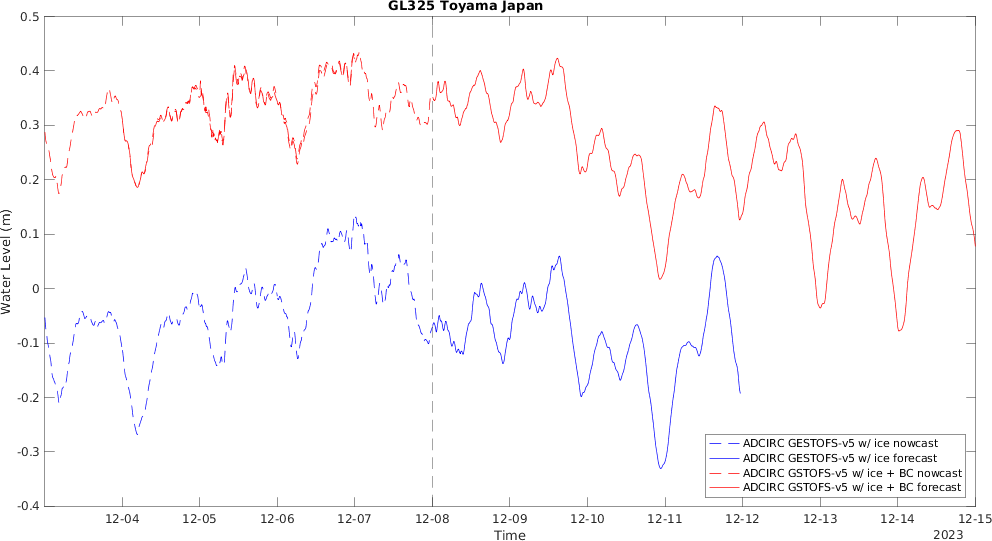 GL325 Toyama Japan
0.5
0.4
0.3
0.2
0.1
0
-0.1
-0.2
-0.3
-0.4
Water Level (m)
ADCIRC GESTOFS-v5 w/ ice nowcast
ADCIRC GESTOFS-v5 w/ ice forecast
ADCIRC GSTOFS-v5 w/ ice + BC nowcast
ADCIRC GSTOFS-v5 w/ ice + BC forecast
12-04 12-05 12-06 12-07 12-08 12-09 12-10 12-11 12-12 12-13 12-14 12-15
Time
2023